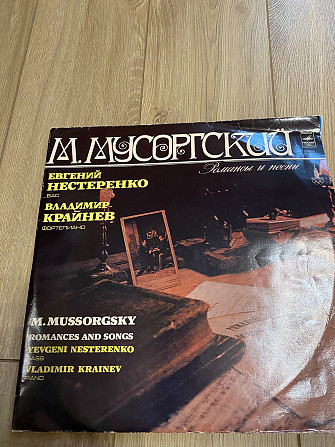 М. МУСОРГСКИЙ
Романсы и песни
ЕВГЕНИЙ
НЕСТЕРЕНКО
БАС
ВЛАДИМИР
КРАЙНЕВ
ФОРТЕПИАНО
M. MUSSORGSKY
ROMANCES AND SONGS
YEVGENI NESTERENKO
BASS
VLADIMIR KRAINEV
PIANO